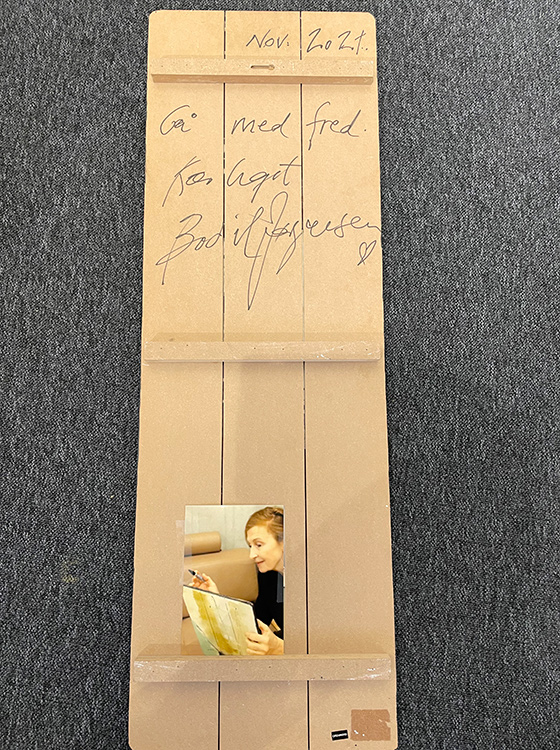 Nov. 2021.
Gå med fred.
Kærligst
Bodil Jørgensen